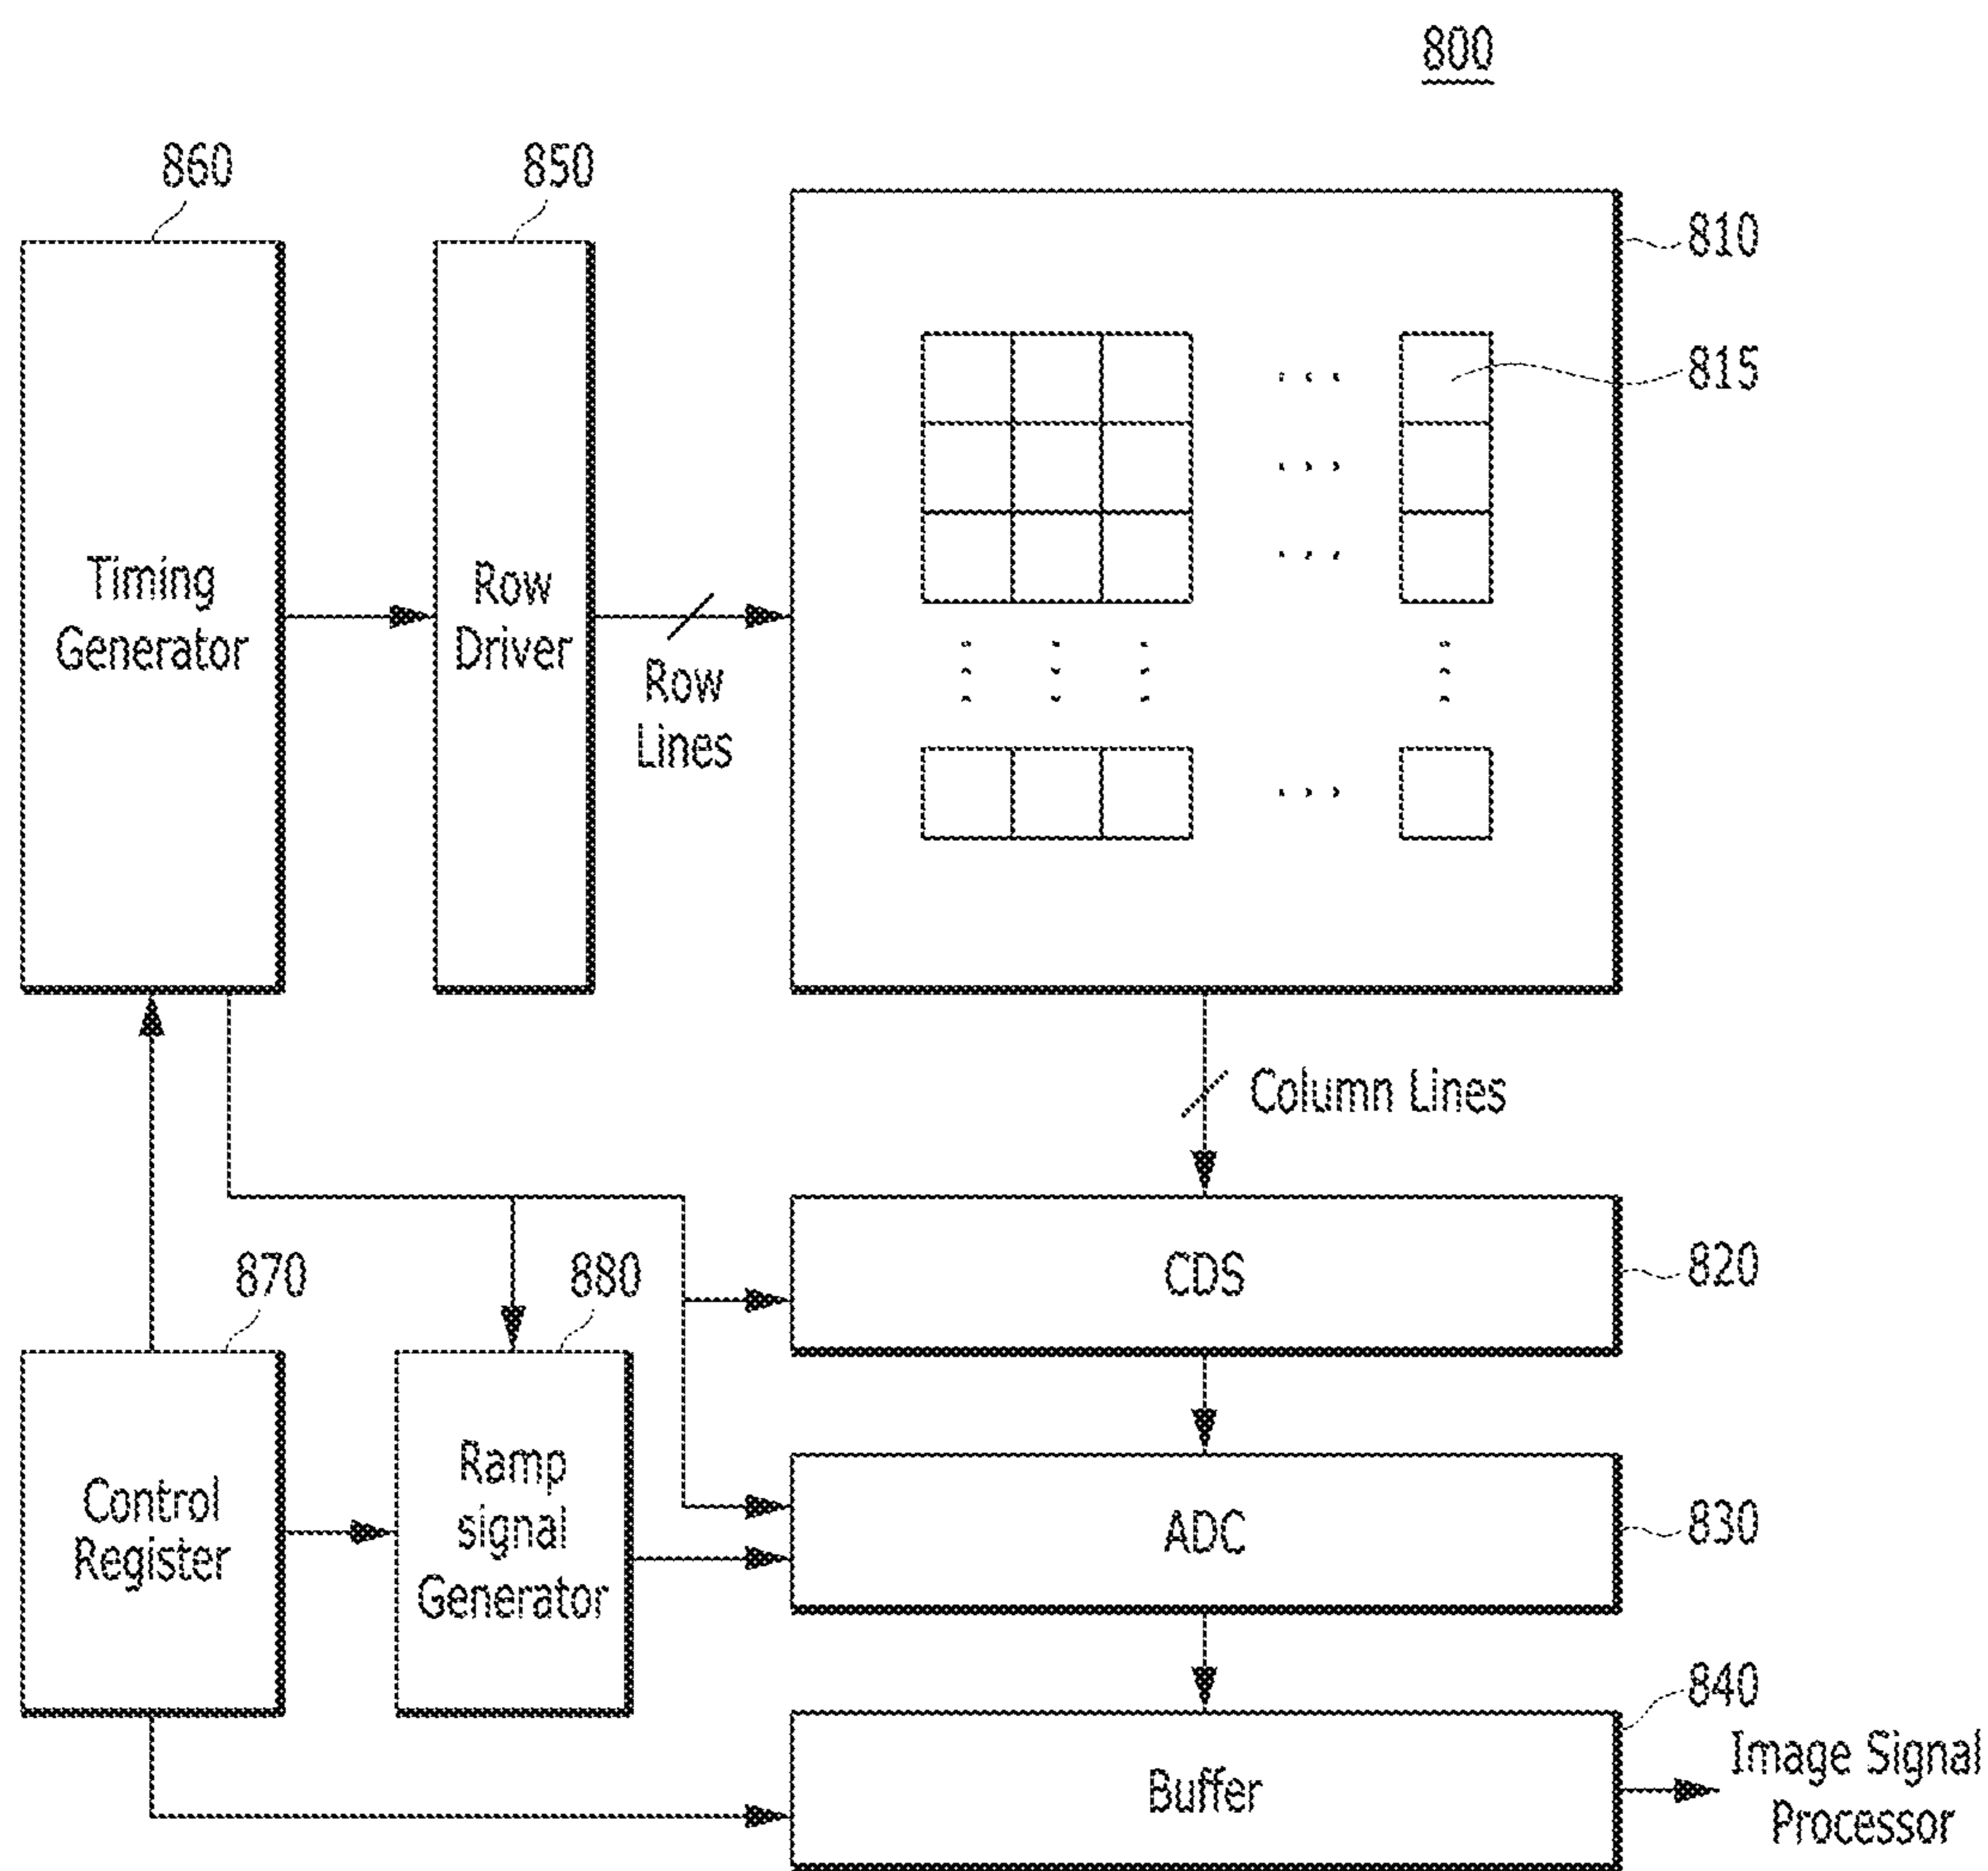 800
860
850
810
815
Timing
Generator
Row
Driver
Row
Lines
Column Lines
870
880
CDS
820
Control
Register
Ramp
signal
Generator
ADC
830
840
Buffer
Image Signal
Processor